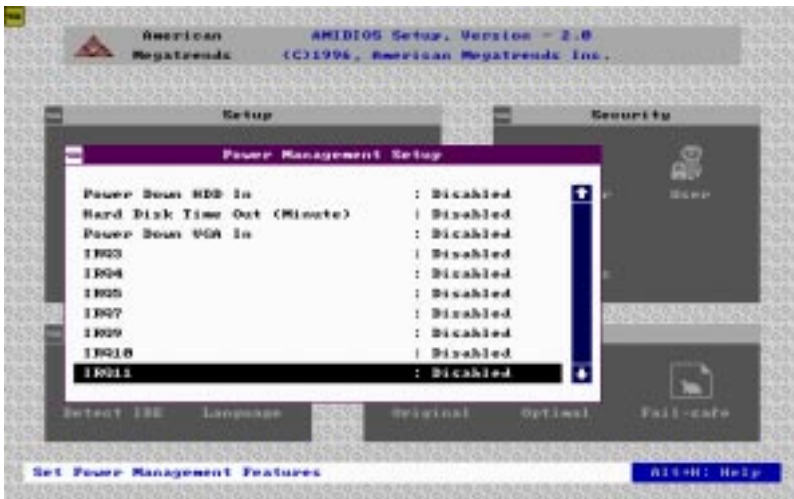 American AMIBIOS Setup, Version - 2.0
Megatrends (C)1996, American Megatrends Inc.
Setup
Security
Power Management Setup
Power Down HDD In : Disabled
Hard Disk Time Out (Minute) : Disabled
Power Down VGA In : Disabled
IRQ3 : Disabled
IRQ4 : Disabled
IRQ5 : Disabled
IRQ7 : Disabled
IRQ9 : Disabled
IRQ10 : Disabled
IRQ11 : Disabled
User
Detect IDE Language Original Optimal Fail-safe
Set Power Management Features Alt+H: Help